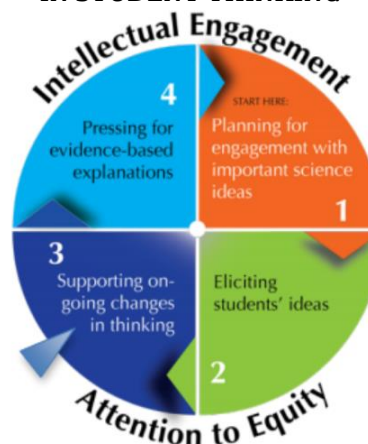 Intellectual Engagement
START HERE:
Planning for
engagement with
important science
ideas
1
Eliciting
students' ideas
2
3
Supporting on-
going changes
in thinking
4
Pressing for
evidence-based
explanations
Attention to Equity